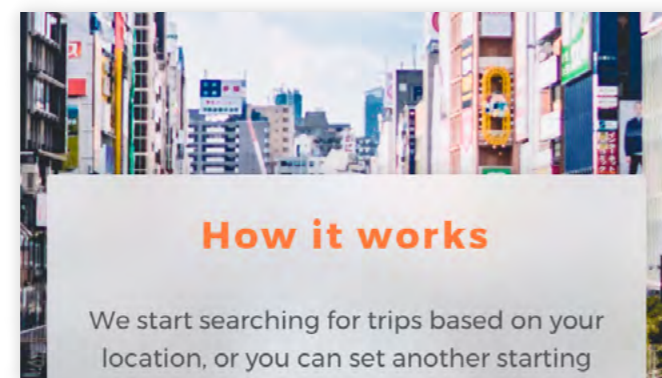 How it works
We start searching for trips based on your
location, or you can set another starting